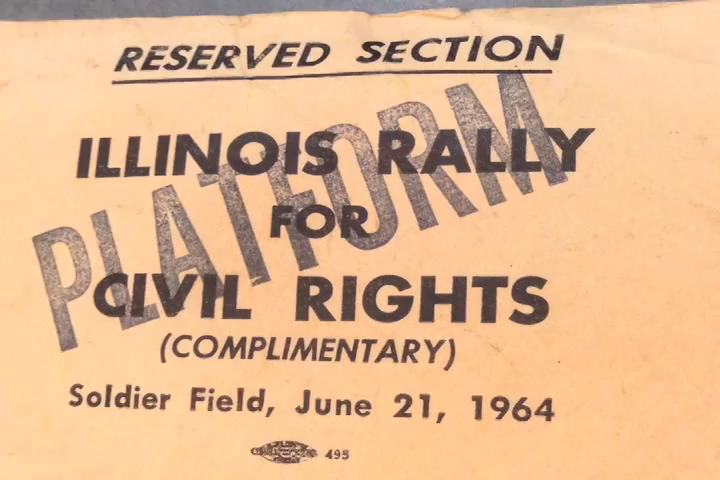 RESERVED SECTION
ILLINOIS RALLY
PLATFORM
FOR
CIVIL RIGHTS
(COMPLIMENTARY)
Soldier Field, June 21, 1964
495